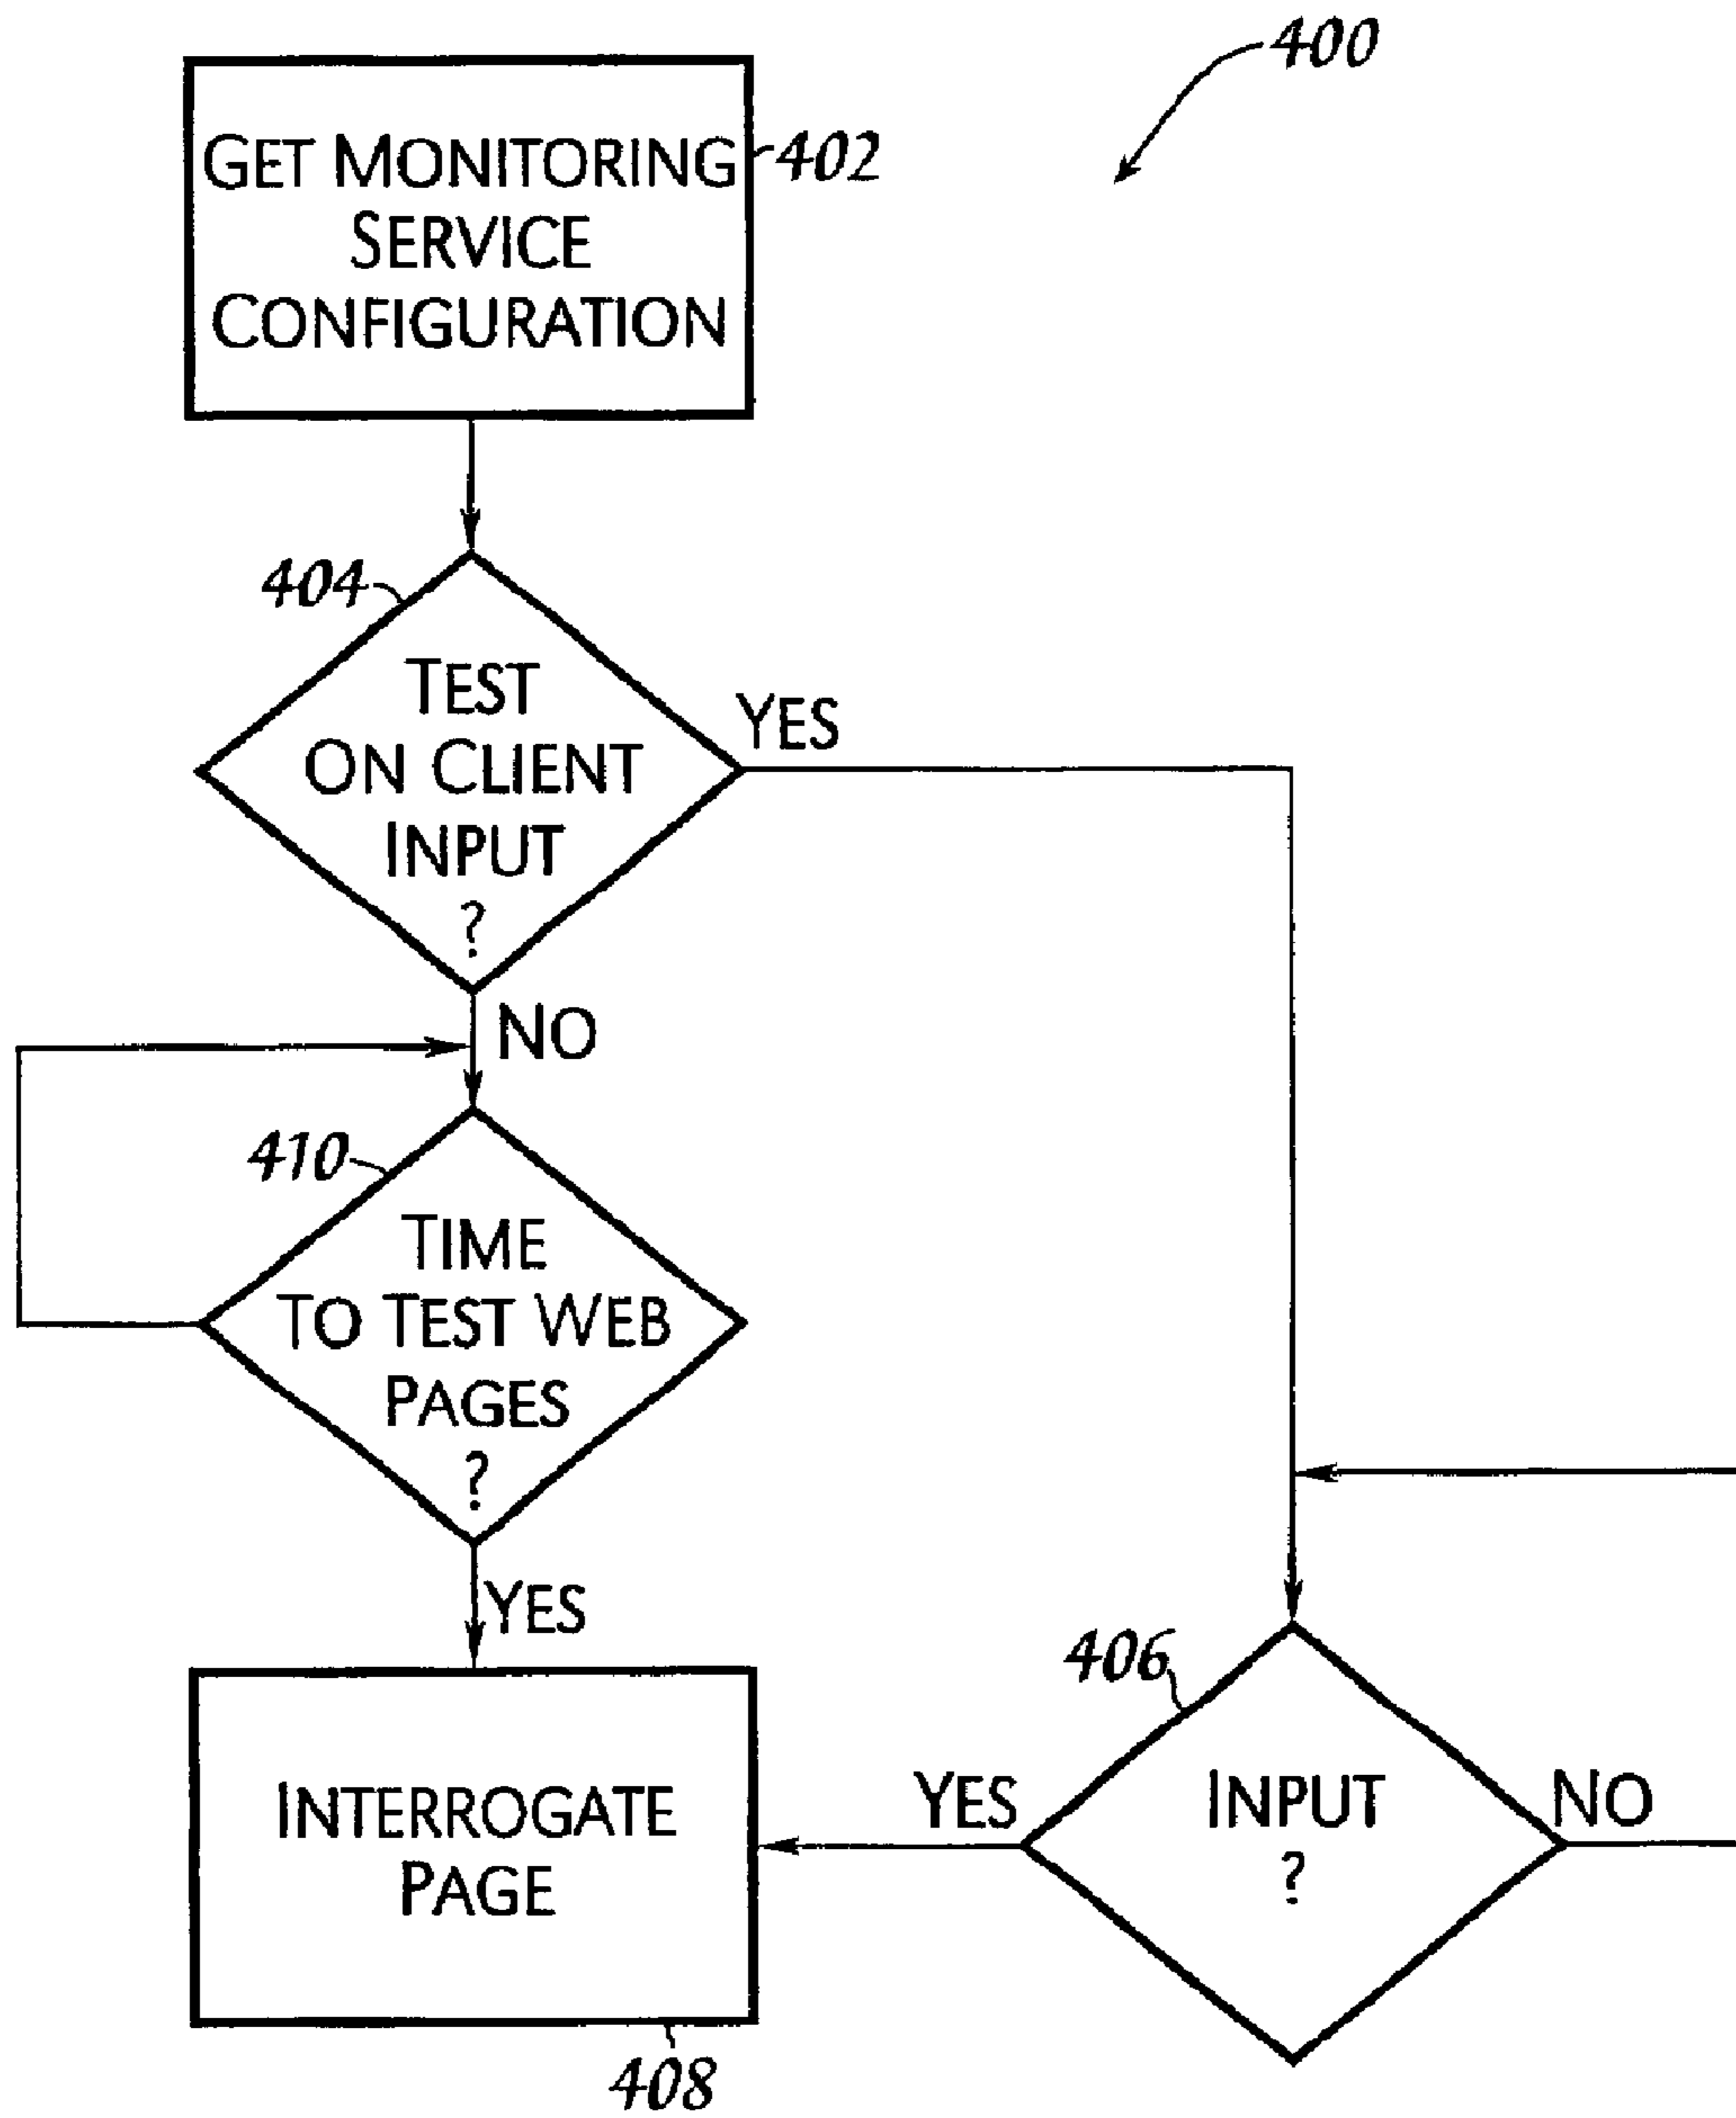 400
GET MONITORING
SERVICE
CONFIGURATION
402
404
TEST
ON CLIENT
INPUT
?
YES
NO
410
TIME
TO TEST WEB
PAGES
?
YES
406
INPUT
?
YES
NO
INTERROGATE
PAGE
408